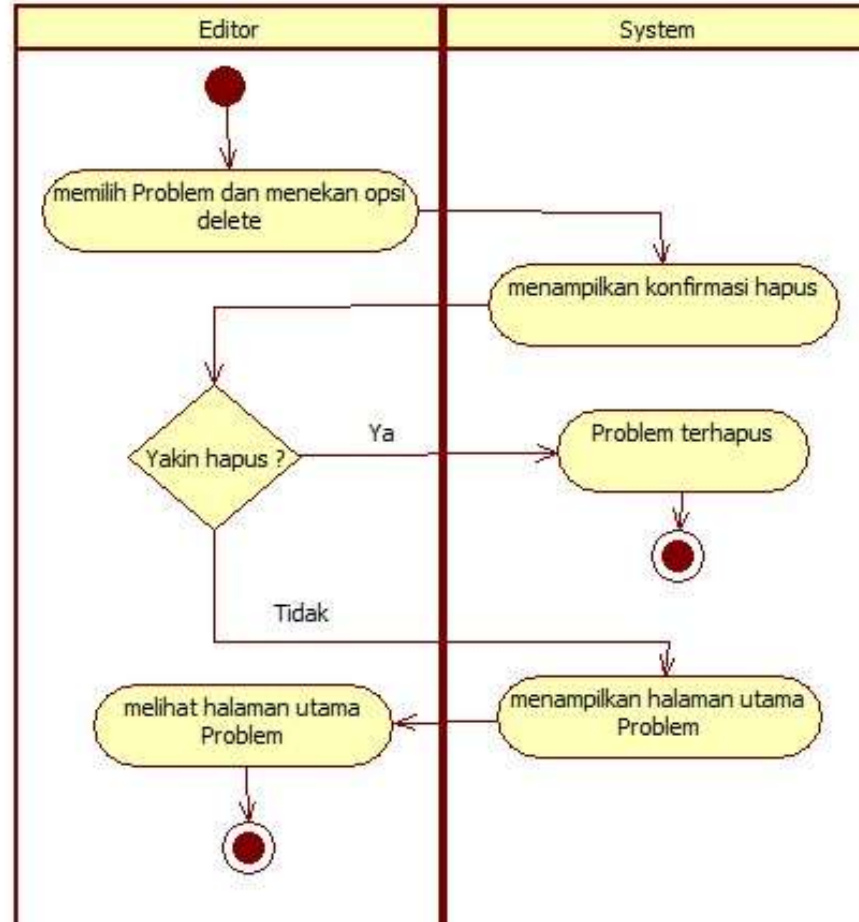 Editor
System
memilih Problem dan menekan opsi
delete
menampilkan konfirmasi hapus
Yakin hapus ?
Ya
Problem terhapus
Tidak
menampilkan halaman utama
Problem
melihat halaman utama
Problem